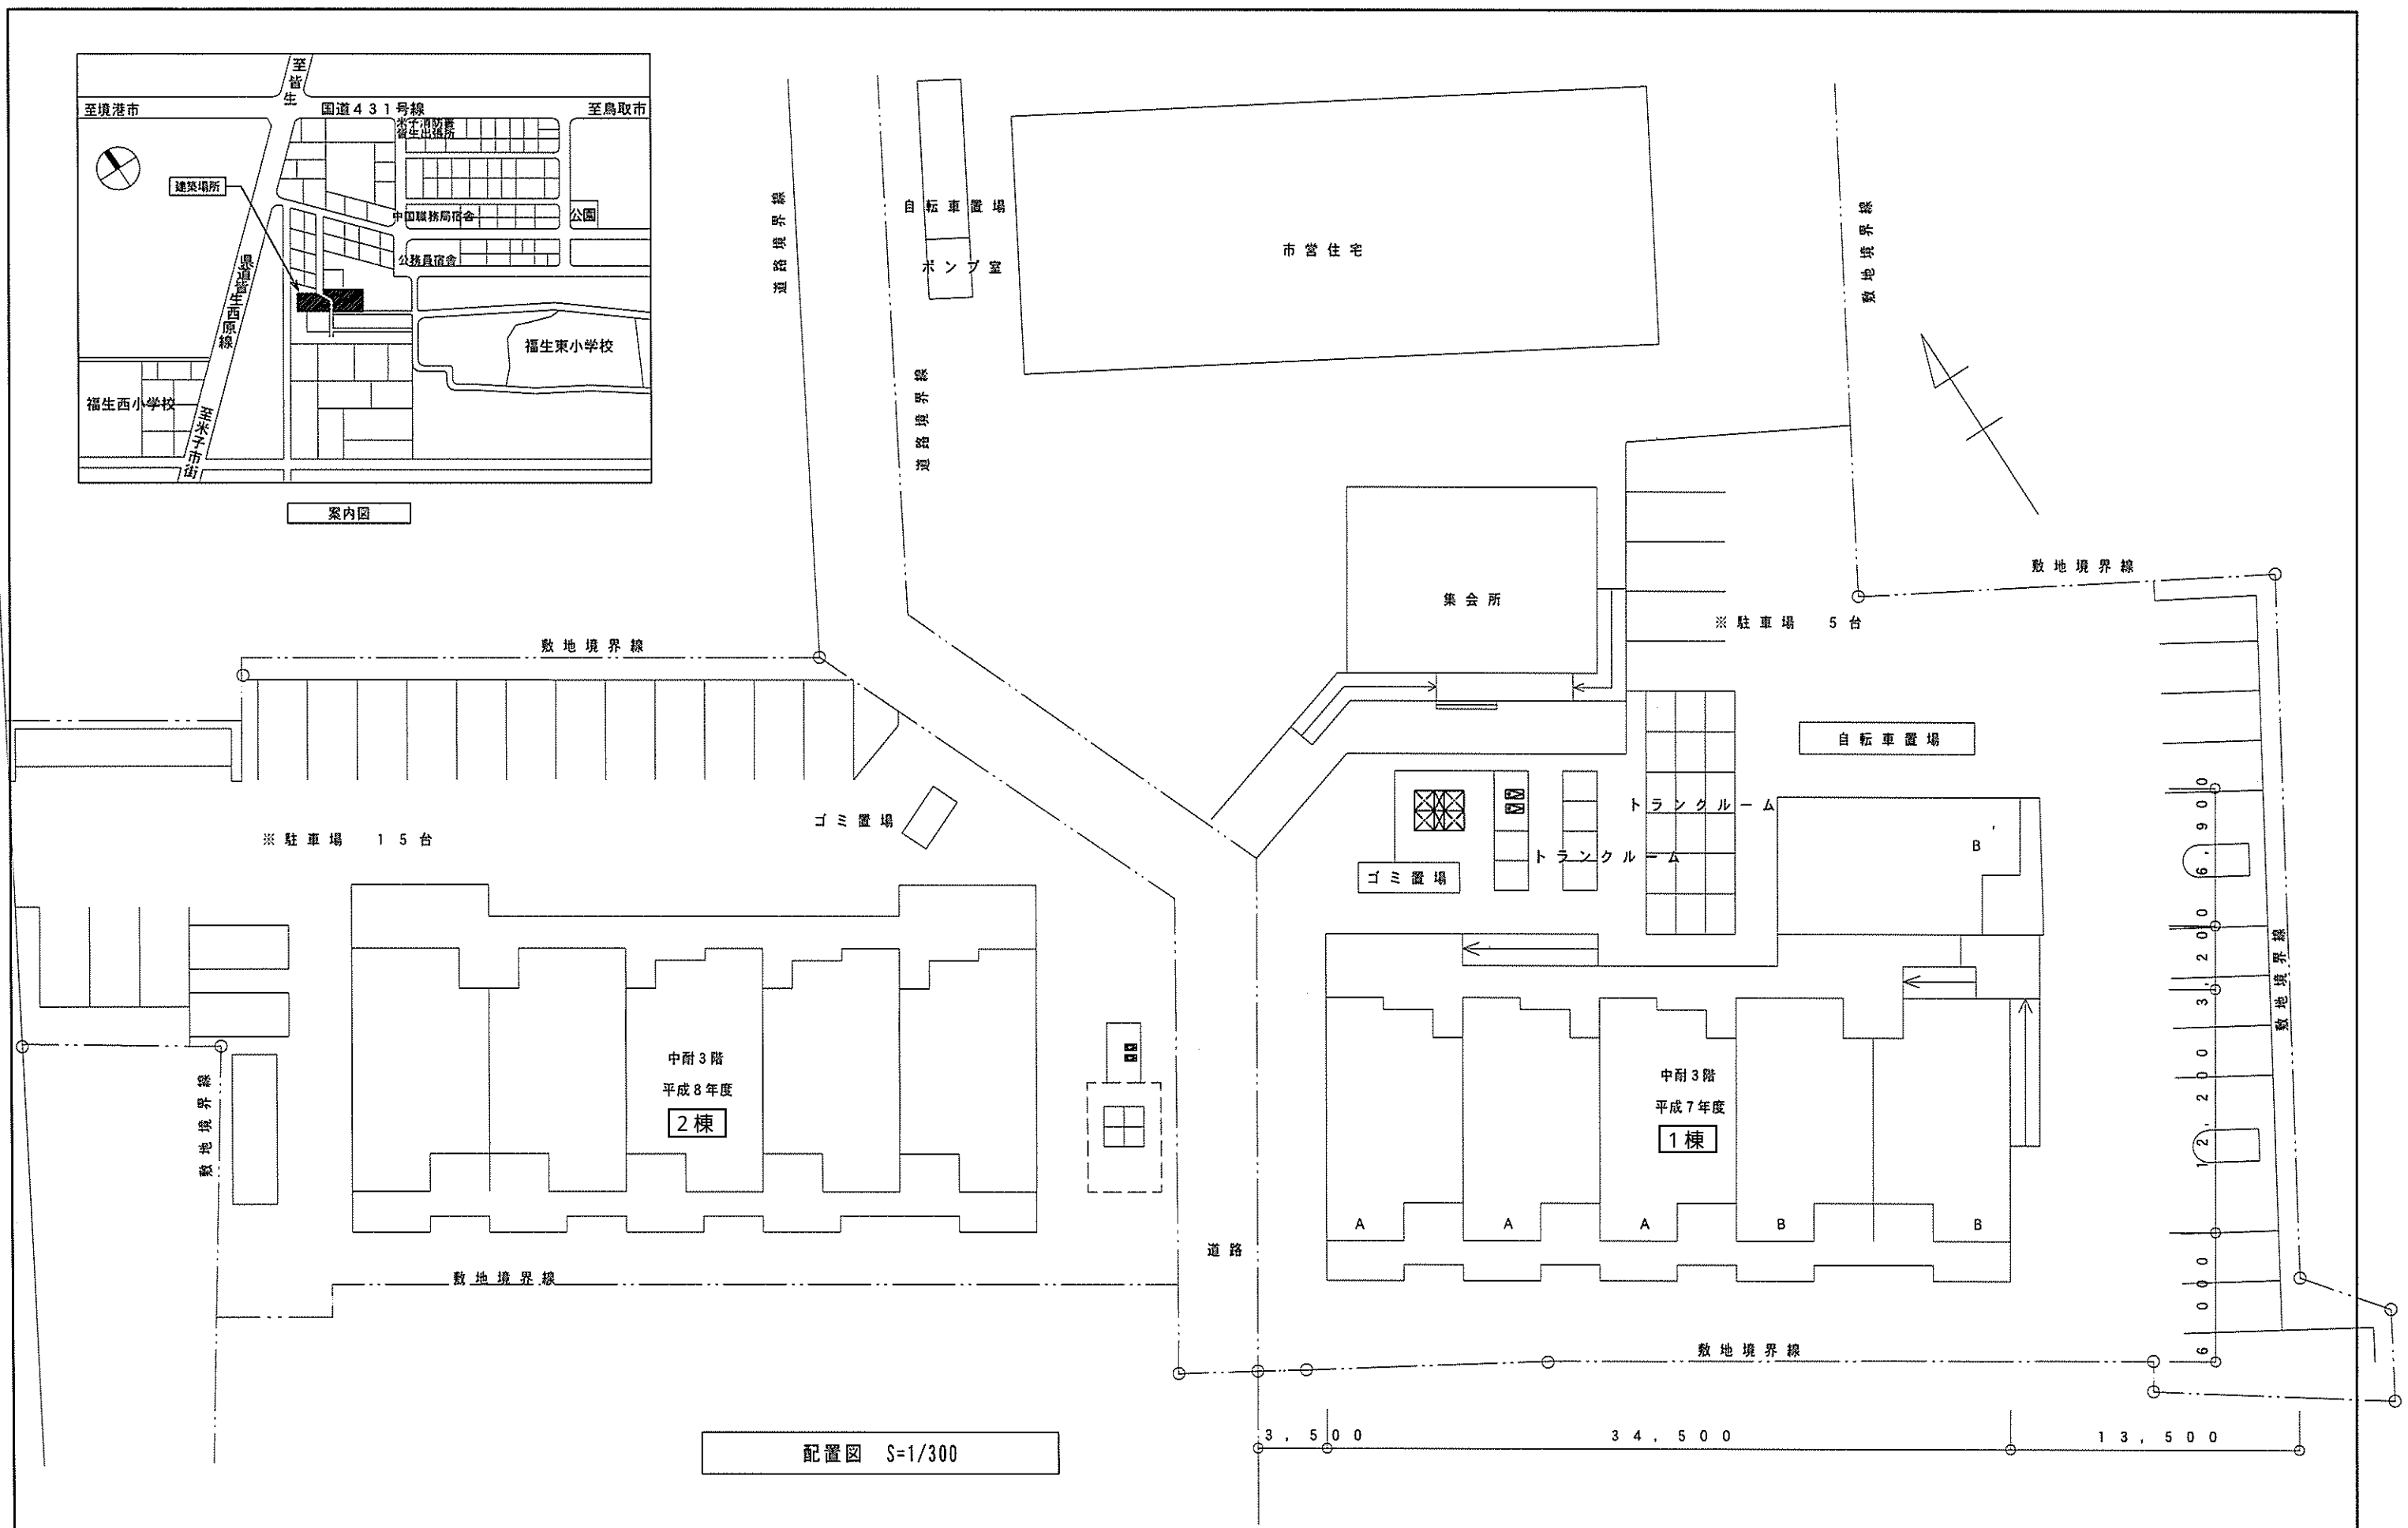 至皆生
至境港市
国道431号線
至鳥取市
米子消防署
皆生出張所
建築場所
中国職務局宿舎
公園
公務員宿舎
県道皆生西原線
福生東小学校
福生西小学校
至米子市街
案内図
道路境界線
道路境界線
自転車置場
ポンプ室
市営住宅
敷地境界線
集会所
※駐車場 5台
敷地境界線
敷地境界線
※駐車場 15台
ゴミ置場
自転車置場
トランクルーム
トランクルーム
ゴミ置場
B'
6,900
3,200
12,200
6,000
敷地境界線
敷地境界線
中耐3階
平成8年度
2棟
中耐3階
平成7年度
1棟
A
A
A
B
B
道路
敷地境界線
敷地境界線
3,500
34,500
13,500
配置図 S=1/300